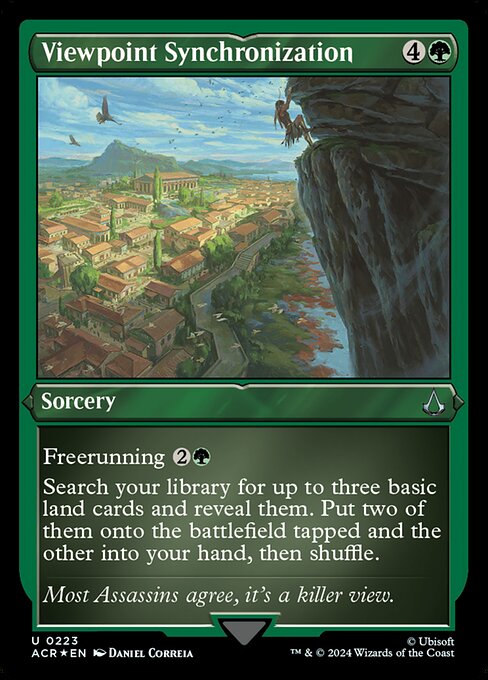 Viewpoint Synchronization 4
Sorcery
Freerunning 2
Search your library for up to three basic
land cards and reveal them. Put two of
them onto the battlefield tapped and the
other into your hand, then shuffle.
Most Assassins agree, it's a killer view.
U 0223
ACR★EN Daniel Correia
© Ubisoft
™ & © 2024 Wizards of the Coast